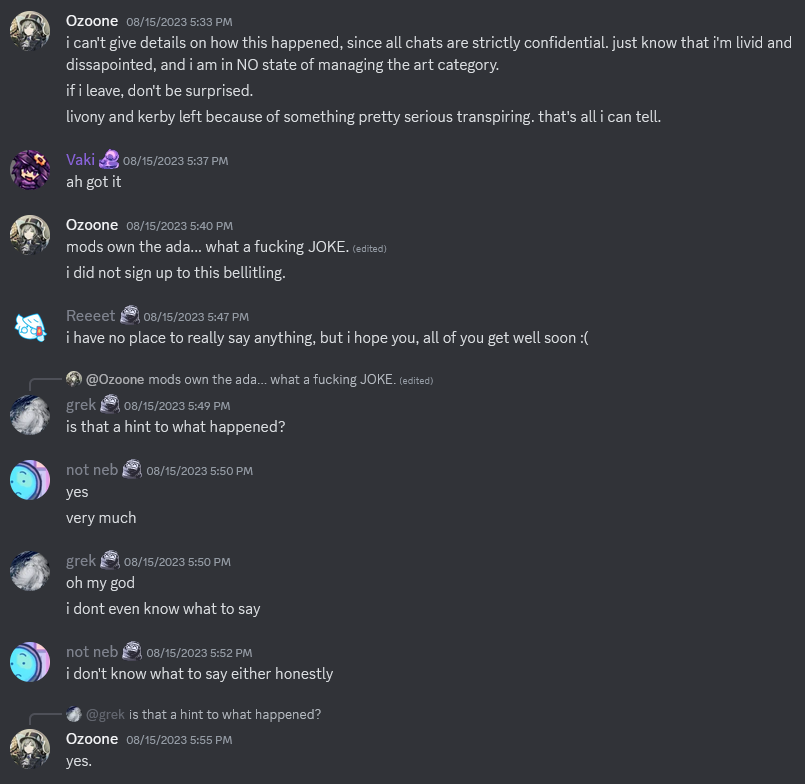 Ozoone 08/15/2023 5:33 PM
i can't give details on how this happened, since all chats are strictly confidential. just know that i'm livid and
dissapointed, and i am in NO state of managing the art category.
if i leave, don't be surprised.
livony and kerby left because of something pretty serious transpiring. that's all i can tell.
Vaki 08/15/2023 5:37 PM
ah got it
Ozoone 08/15/2023 5:40 PM
mods own the ada... what a fucking JOKE. (edited)
i did not sign up to this bellitling.
Reeeet 08/15/2023 5:47 PM
i have no place to really say anything, but i hope you, all of you get well soon :(
@Ozoone mods own the ada... what a fucking JOKE. (edited)
grek 08/15/2023 5:49 PM
is that a hint to what happened?
not neb 08/15/2023 5:50 PM
yes
very much
grek 08/15/2023 5:50 PM
oh my god
i dont even know what to say
not neb 08/15/2023 5:52 PM
i don't know what to say either honestly
@grek is that a hint to what happened?
Ozoone 08/15/2023 5:55 PM
yes.